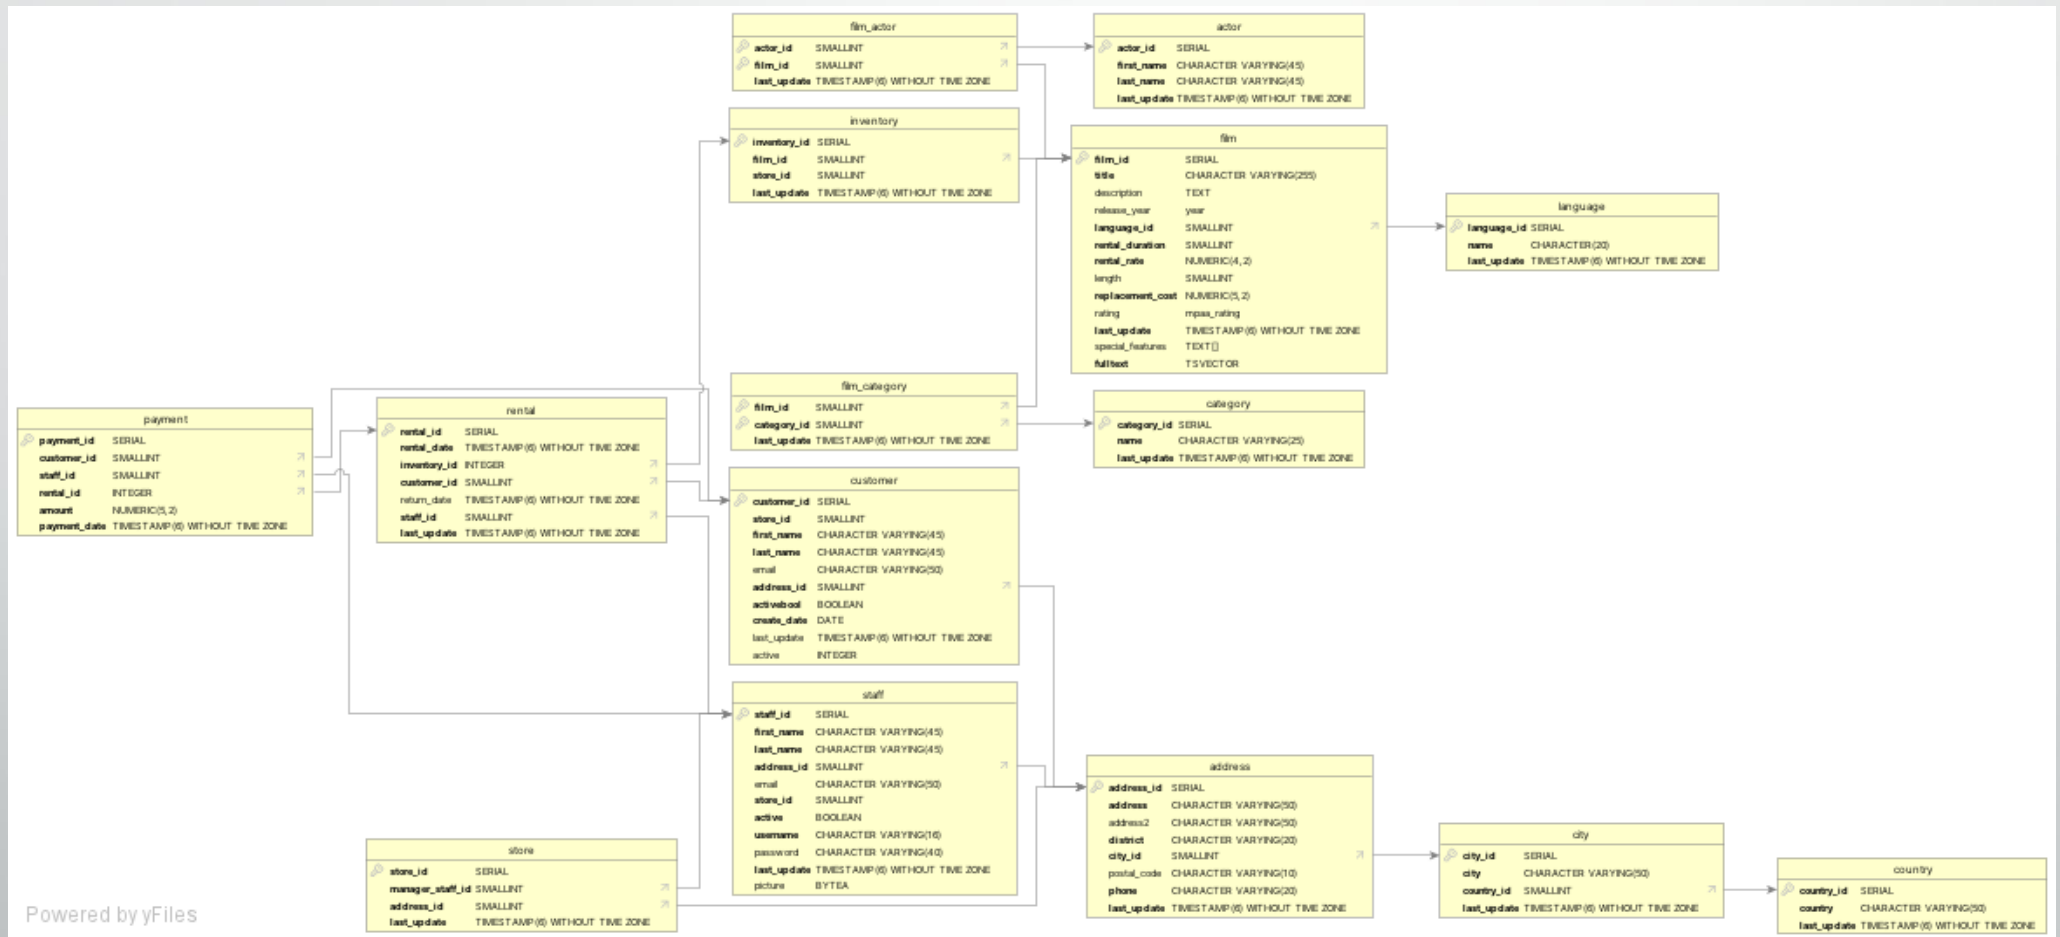 film_actor
actor_id SMALLINT
film_id SMALLINT
last_update TIMESTAMP(6) WITHOUT TIME ZONE
actor
actor_id SERIAL
first_name CHARACTER VARYING(45)
last_name CHARACTER VARYING(45)
last_update TIMESTAMP(6) WITHOUT TIME ZONE
inventory
inventory_id SERIAL
film_id SMALLINT
store_id SMALLINT
last_update TIMESTAMP(6) WITHOUT TIME ZONE
film
film_id SERIAL
title CHARACTER VARYING(255)
description TEXT
release_year year
language_id SMALLINT
rental_duration SMALLINT
rental_rate NUMERIC(4,2)
length SMALLINT
replacement_cost NUMERIC(5,2)
rating mpaa_rating
last_update TIMESTAMP(6) WITHOUT TIME ZONE
special_features TEXT[]
fulltext TSVECTOR
language
language_id SERIAL
name CHARACTER(20)
last_update TIMESTAMP(6) WITHOUT TIME ZONE
film_category
film_id SMALLINT
category_id SMALLINT
last_update TIMESTAMP(6) WITHOUT TIME ZONE
category
category_id SERIAL
name CHARACTER VARYING(25)
last_update TIMESTAMP(6) WITHOUT TIME ZONE
payment
payment_id SERIAL
customer_id SMALLINT
staff_id SMALLINT
rental_id INTEGER
amount NUMERIC(5,2)
payment_date TIMESTAMP(6) WITHOUT TIME ZONE
rental
rental_id SERIAL
rental_date TIMESTAMP(6) WITHOUT TIME ZONE
inventory_id INTEGER
customer_id SMALLINT
return_date TIMESTAMP(6) WITHOUT TIME ZONE
staff_id SMALLINT
last_update TIMESTAMP(6) WITHOUT TIME ZONE
customer
customer_id SERIAL
store_id SMALLINT
first_name CHARACTER VARYING(45)
last_name CHARACTER VARYING(45)
email CHARACTER VARYING(50)
address_id SMALLINT
activebool BOOLEAN
create_date DATE
last_update TIMESTAMP(6) WITHOUT TIME ZONE
active INTEGER
staff
staff_id SERIAL
first_name CHARACTER VARYING(45)
last_name CHARACTER VARYING(45)
address_id SMALLINT
email CHARACTER VARYING(50)
store_id SMALLINT
active BOOLEAN
username CHARACTER VARYING(16)
password CHARACTER VARYING(40)
last_update TIMESTAMP(6) WITHOUT TIME ZONE
picture BYTEA
store
store_id SERIAL
manager_staff_id SMALLINT
address_id SMALLINT
last_update TIMESTAMP(6) WITHOUT TIME ZONE
address
address_id SERIAL
address CHARACTER VARYING(50)
address2 CHARACTER VARYING(50)
district CHARACTER VARYING(20)
city_id SMALLINT
postal_code CHARACTER VARYING(10)
phone CHARACTER VARYING(20)
last_update TIMESTAMP(6) WITHOUT TIME ZONE
city
city_id SERIAL
city CHARACTER VARYING(50)
country_id SMALLINT
last_update TIMESTAMP(6) WITHOUT TIME ZONE
country
country_id SERIAL
country CHARACTER VARYING(50)
last_update TIMESTAMP(6) WITHOUT TIME ZONE
Powered by yFiles